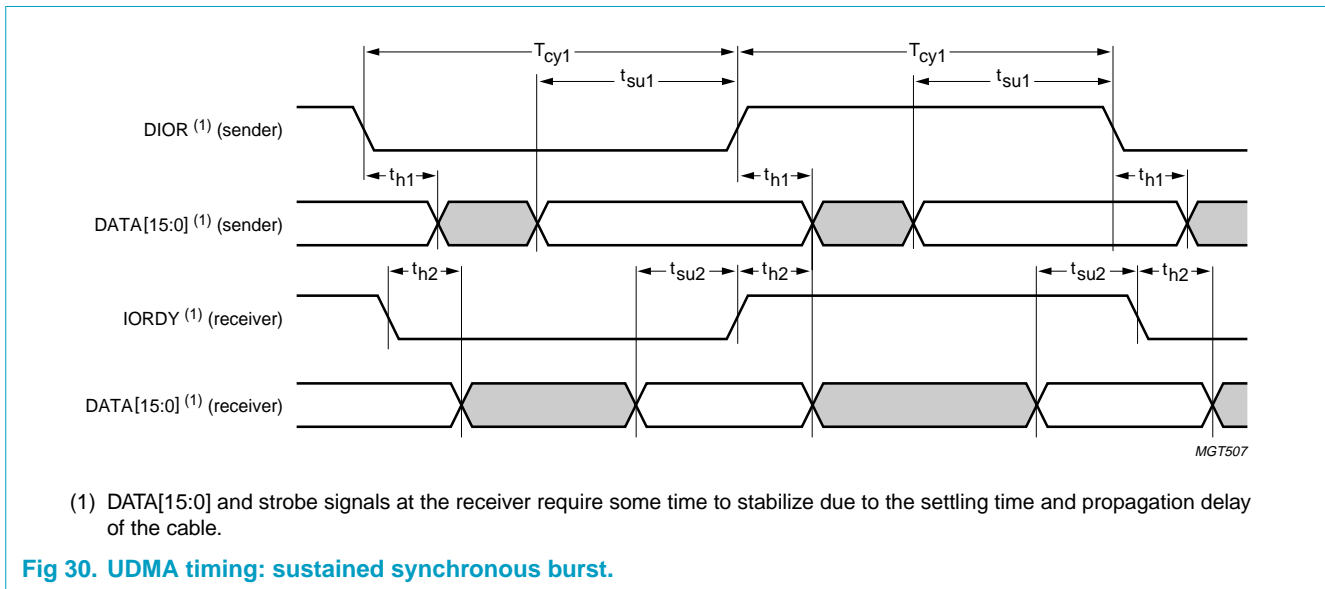 Tcy1 Tcy1
tsu1 tsu1
DIOR (1) (sender)
th1 th1 th1
DATA[15:0] (1) (sender)
th2 tsu2 th2 tsu2 th2
IORDY (1) (receiver)
DATA[15:0] (1) (receiver)
MGT507
(1) DATA[15:0] and strobe signals at the receiver require some time to stabilize due to the settling time and propagation delay
of the cable.
Fig 30. UDMA timing: sustained synchronous burst.